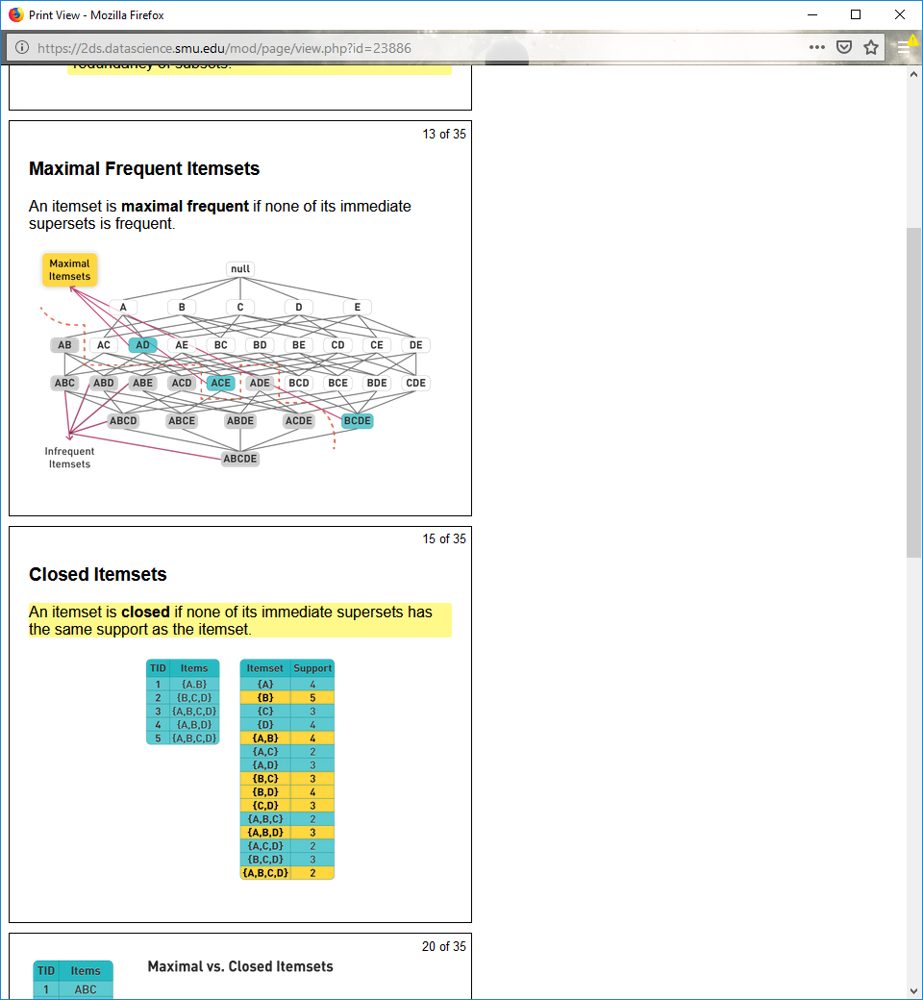 Print View - Mozilla Firefox
https://2ds.datascience.smu.edu/mod/page/view.php?id=23886
redundancy of subsets.
13 of 35
Maximal Frequent Itemsets
An itemset is maximal frequent if none of its immediate
supersets is frequent.
Maximal
Itemsets
null
A B C D E
AB AC AD AE BC BD BE CD CE DE
ABC ABD ABE ACD ACE ADE BCD BCE BDE CDE
ABCD ABCE ABDE ACDE BCDE
Infrequent
Itemsets
ABCDE
15 of 35
Closed Itemsets
An itemset is closed if none of its immediate supersets has
the same support as the itemset.
TID Items
1 {A.B}
2 {B,C,D}
3 {A,B,C,D}
4 {A,B,D}
5 {A,B,C,D}
Itemset Support
{A} 4
{B} 5
{C} 3
{D} 4
{A,B} 4
{A,C} 2
{A,D} 3
{B,C} 3
{B,D} 4
{C,D} 3
{A,B,C} 2
{A,B,D} 3
{A,C,D} 2
{B,C,D} 3
{A,B,C,D} 2
20 of 35
Maximal vs. Closed Itemsets
TID Items
1 ABC